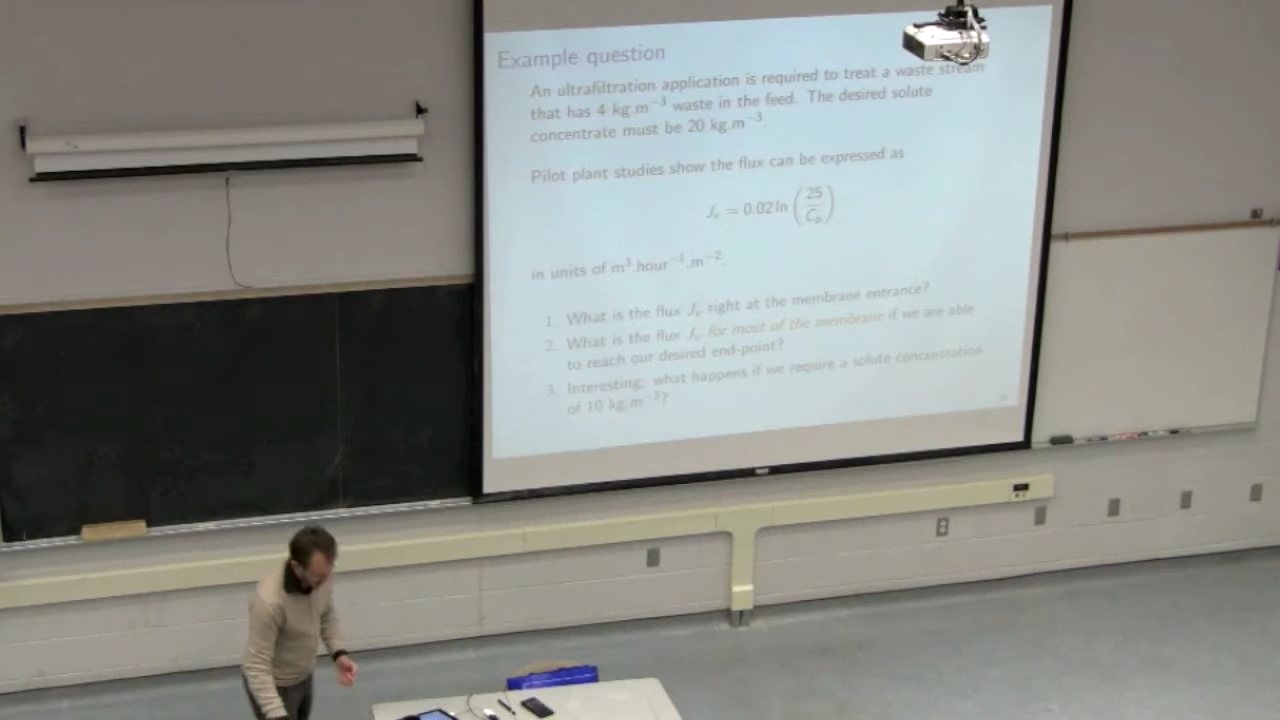 Example question
An ultrafiltration application is required to treat a waste stream
that has 4 kg.m⁻³ waste in the feed. The desired solute
concentrate must be 20 kg.m⁻³.
Pilot plant studies show the flux can be expressed as
Jᵥ = 0.02 ln (25/C_b)
in units of m³.hour⁻¹.m⁻².
1. What is the flux Jᵥ right at the membrane entrance?
2. What is the flux Jᵥ for most of the membrane if we are able
to reach our desired end-point?
3. Interesting: what happens if we require a solute concentration
of 10 kg.m⁻³?